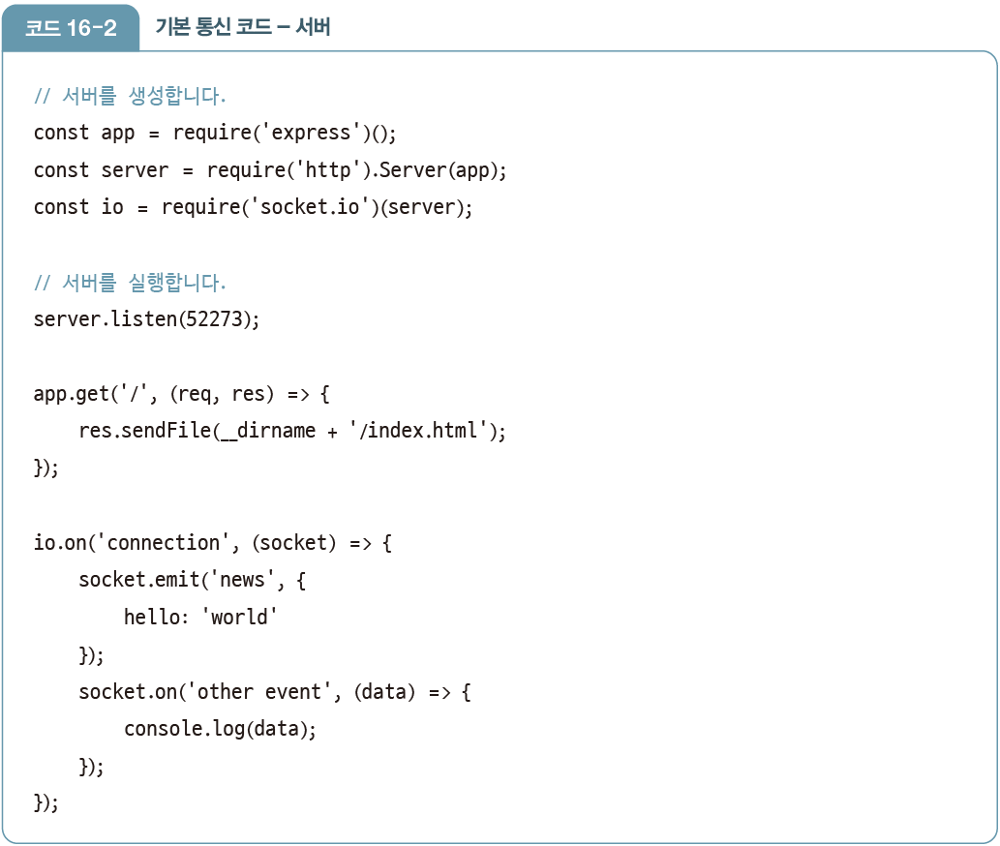 코드 16-2 기본 통신 코드 – 서버
// 서버를 생성합니다.
const app = require('express')();
const server = require('http').Server(app);
const io = require('socket.io')(server);
// 서버를 실행합니다.
server.listen(52273);
app.get('/', (req, res) => {
    res.sendFile(__dirname + '/index.html');
});
io.on('connection', (socket) => {
    socket.emit('news', {
        hello: 'world'
    });
    socket.on('other event', (data) => {
        console.log(data);
    });
});